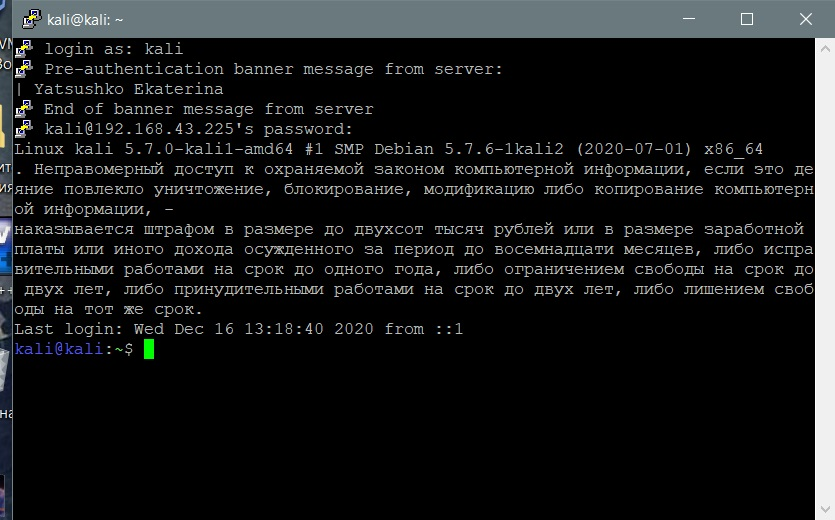 kali@kali: ~
login as: kali
Pre-authentication banner message from server:
| Yatsushko Ekaterina
End of banner message from server
kali@192.168.43.225's password:
Linux kali 5.7.0-kali1-amd64 #1 SMP Debian 5.7.6-1kali2 (2020-07-01) x86_64
. Неправомерный доступ к охраняемой законом компьютерной информации, если это де
яние повлекло уничтожение, блокирование, модификацию либо копирование компьютерн
ой информации, -
наказывается штрафом в размере до двухсот тысяч рублей или в размере заработной
платы или иного дохода осужденного за период до восемнадцати месяцев, либо испра
вительными работами на срок до одного года, либо ограничением свободы на срок до
двух лет, либо принудительными работами на срок до двух лет, либо лишением своб
оды на тот же срок.
Last login: Wed Dec 16 13:18:40 2020 from ::1
kali@kali:~$